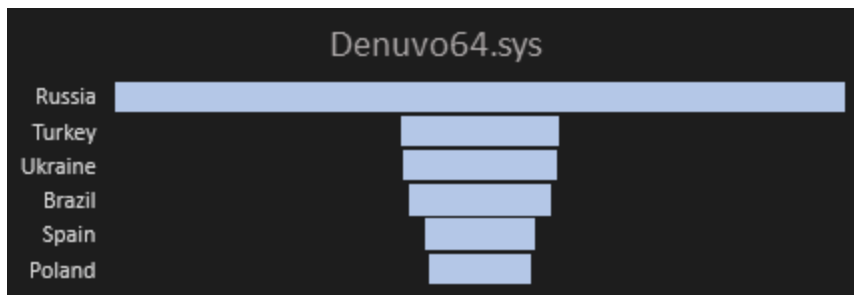 Denuvo64.sys
Russia
Turkey
Ukraine
Brazil
Spain
Poland